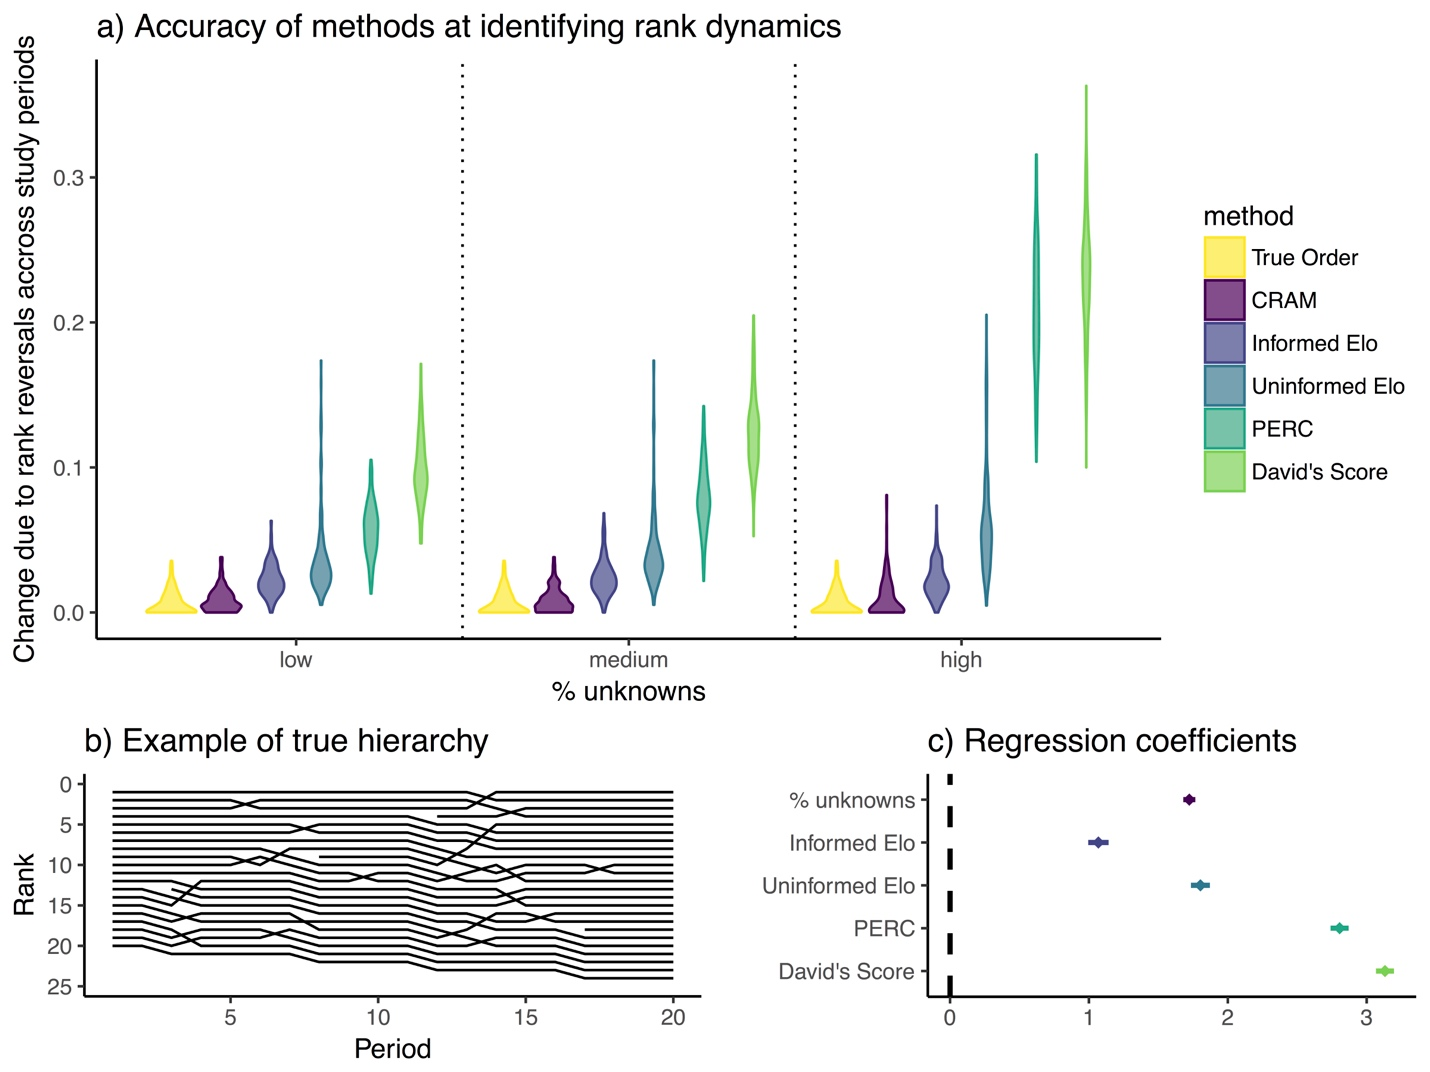 a) Accuracy of methods at identifying rank dynamics
Change due to rank reversals accross study periods
0.3
0.2
0.1
0.0
low
medium
high
% unknowns
method
True Order
CRAM
Informed Elo
Uninformed Elo
PERC
David's Score
b) Example of true hierarchy
Rank
0
5
10
15
20
25
5
10
15
20
Period
c) Regression coefficients
% unknowns
Informed Elo
Uninformed Elo
PERC
David's Score
0
1
2
3